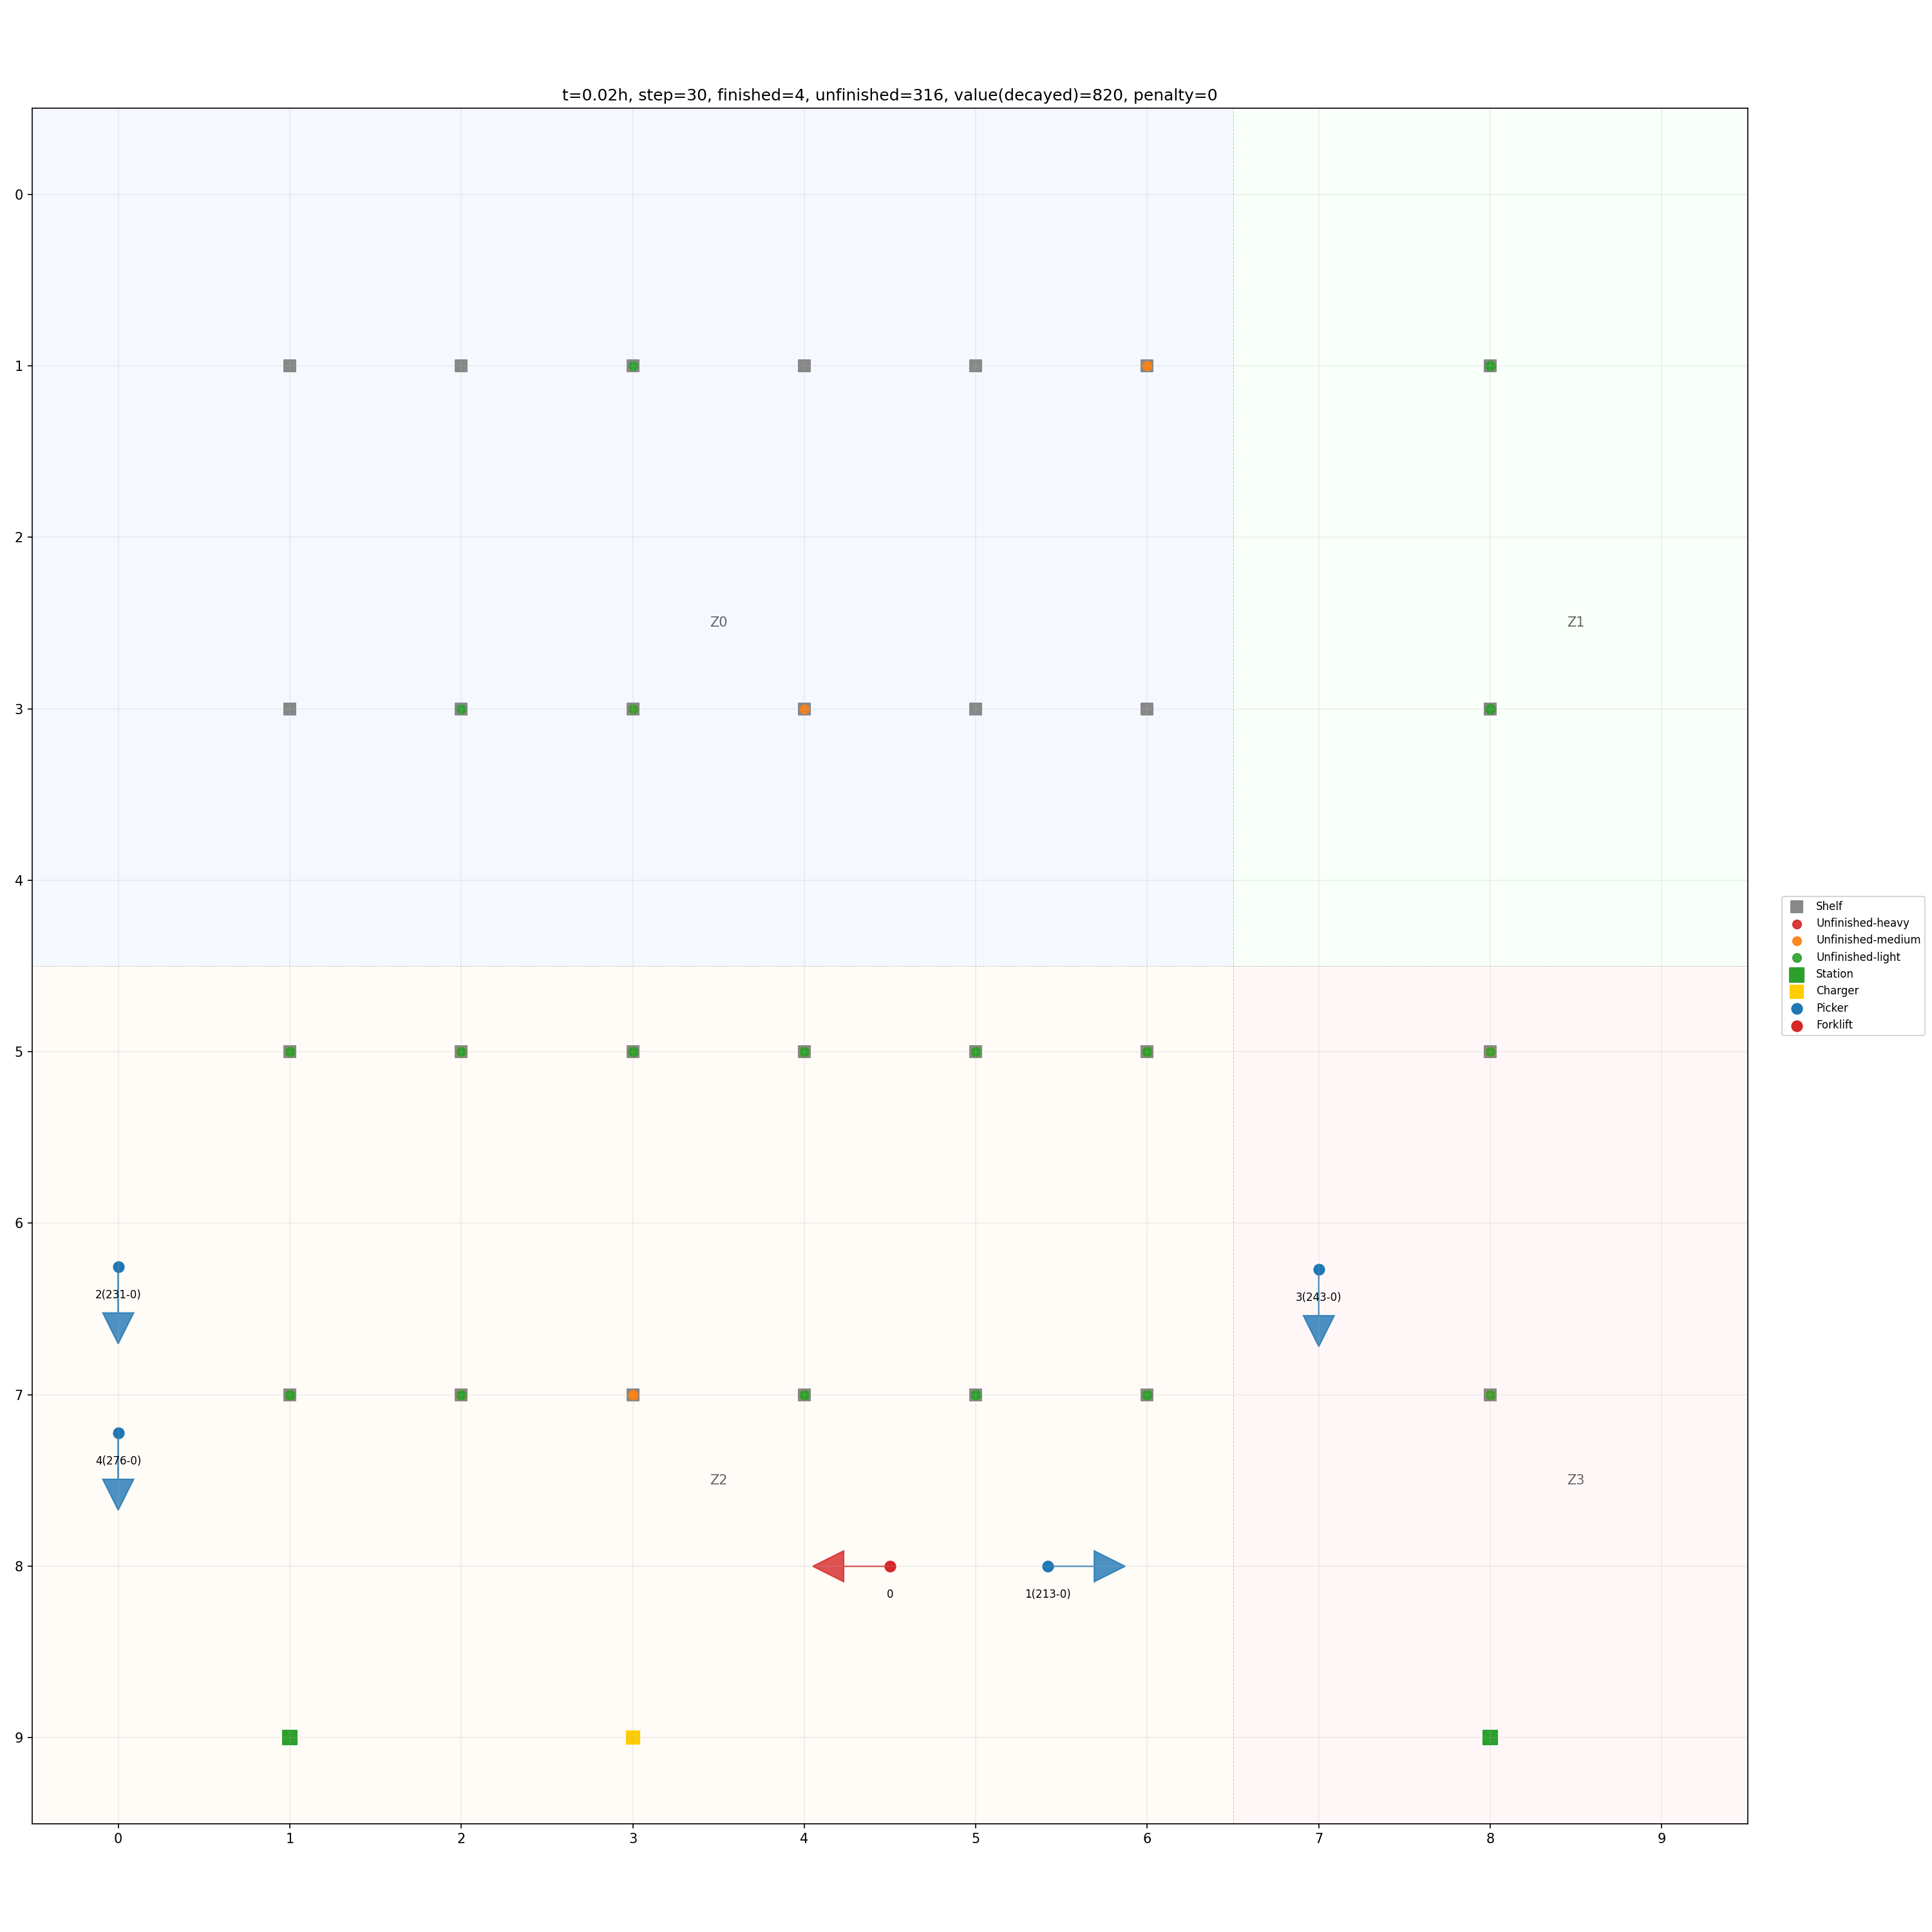 t=0.02h, step=30, finished=4, unfinished=316, value(decayed)=820, penalty=0
0
1
2
Z0
Z1
3
4
Shelf
Unfinished-heavy
Unfinished-medium
Unfinished-light
Station
Charger
Picker
Forklift
5
6
2(231-0)
3(243-0)
7
4(276-0)
Z2
Z3
8
0
1(213-0)
9
0 1 2 3 4 5 6 7 8 9